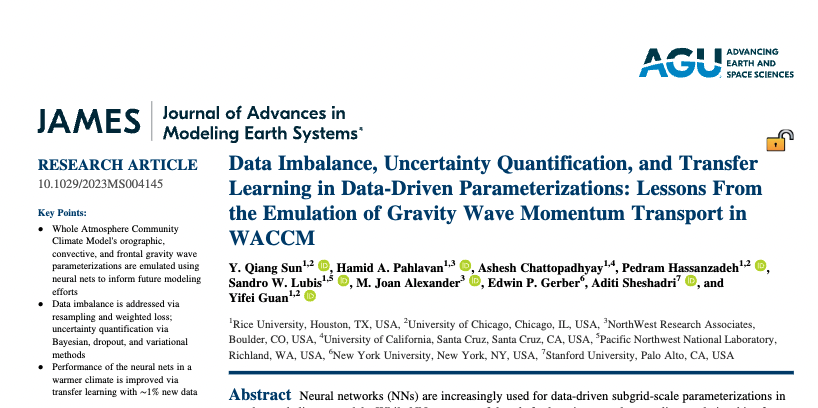 AGU ADVANCING
EARTH AND
SPACE SCIENCES
JAMES Journal of Advances in
Modeling Earth Systems*
RESEARCH ARTICLE
10.1029/2023MS004145
Key Points:
• Whole Atmosphere Community
Climate Model's orographic,
convective, and frontal gravity wave
parameterizations are emulated using
neural nets to inform future modeling
efforts
• Data imbalance is addressed via
resampling and weighted loss;
uncertainty quantification via
Bayesian, dropout, and variational
methods
• Performance of the neural nets in a
warmer climate is improved via
transfer learning with ~1% new data
Data Imbalance, Uncertainty Quantification, and Transfer
Learning in Data-Driven Parameterizations: Lessons From
the Emulation of Gravity Wave Momentum Transport in
WACCM
Y. Qiang Sun1,2 iD, Hamid A. Pahlavan1,3 iD, Ashesh Chattopadhyay1,4, Pedram Hassanzadeh1,2 iD,
Sandro W. Lubis1,5 iD, M. Joan Alexander3 iD, Edwin P. Gerber6, Aditi Sheshadri7 iD, and
Yifei Guan1,2 iD
1Rice University, Houston, TX, USA, 2University of Chicago, Chicago, IL, USA, 3NorthWest Research Associates,
Boulder, CO, USA, 4University of California, Santa Cruz, Santa Cruz, CA, USA, 5Pacific Northwest National Laboratory,
Richland, WA, USA, 6New York University, New York, NY, USA, 7Stanford University, Palo Alto, CA, USA
Abstract Neural networks (NNs) are increasingly used for data-driven subgrid-scale parameterizations in